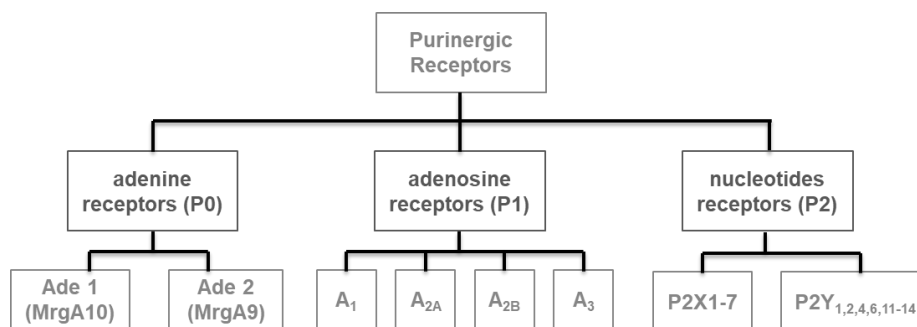 Purinergic
Receptors
adenine
receptors (P0)
adenosine
receptors (P1)
nucleotides
receptors (P2)
Ade 1
(MrgA10)
Ade 2
(MrgA9)
A₁
A₂A
A₂B
A₃
P2X1-7
P2Y₁,₂,₄,₆,₁₁₋₁₄